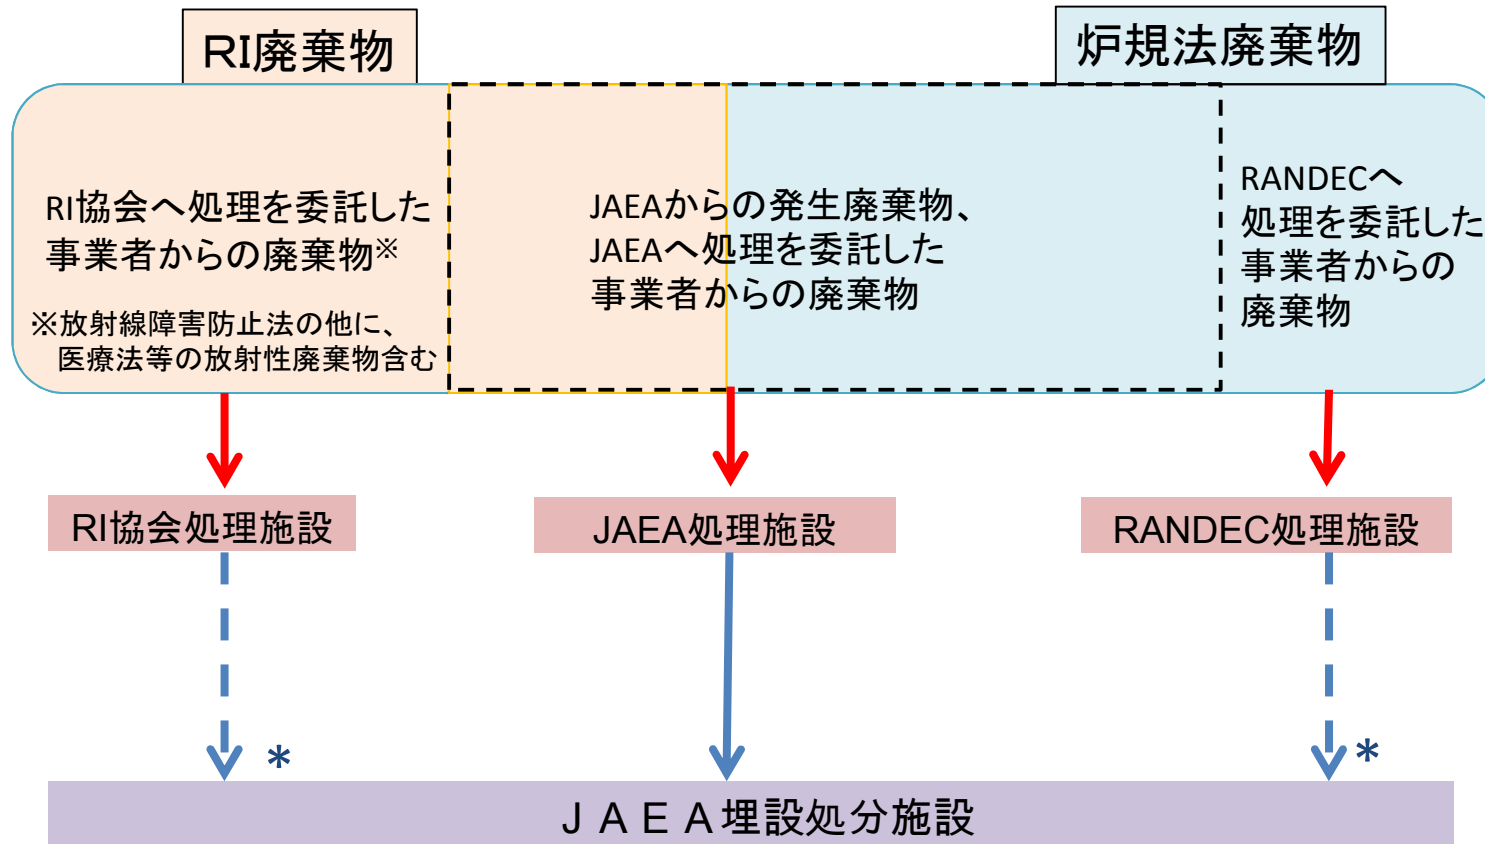 RI廃棄物
炉規法廃棄物
RI協会へ処理を委託した
事業者からの廃棄物※
※放射線障害防止法の他に、
医療法等の放射性廃棄物含む
JAEAからの発生廃棄物、
JAEAへ処理を委託した
事業者からの廃棄物
RANDECへ
処理を委託した
事業者からの
廃棄物
RI協会処理施設
JAEA処理施設
RANDEC処理施設
*
*
ＪＡＥＡ埋設処分施設